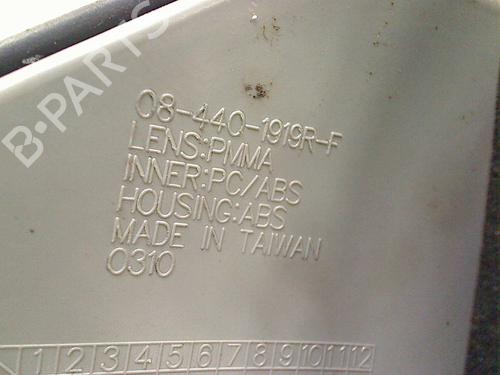 B-PARTS
08-440-1919R-F
LENS:PMMA
INNER:PC/ABS
HOUSING:ABS
MADE IN TAIWAN
0310
1 2 3 4 5 6 7 8 9 10 11 12